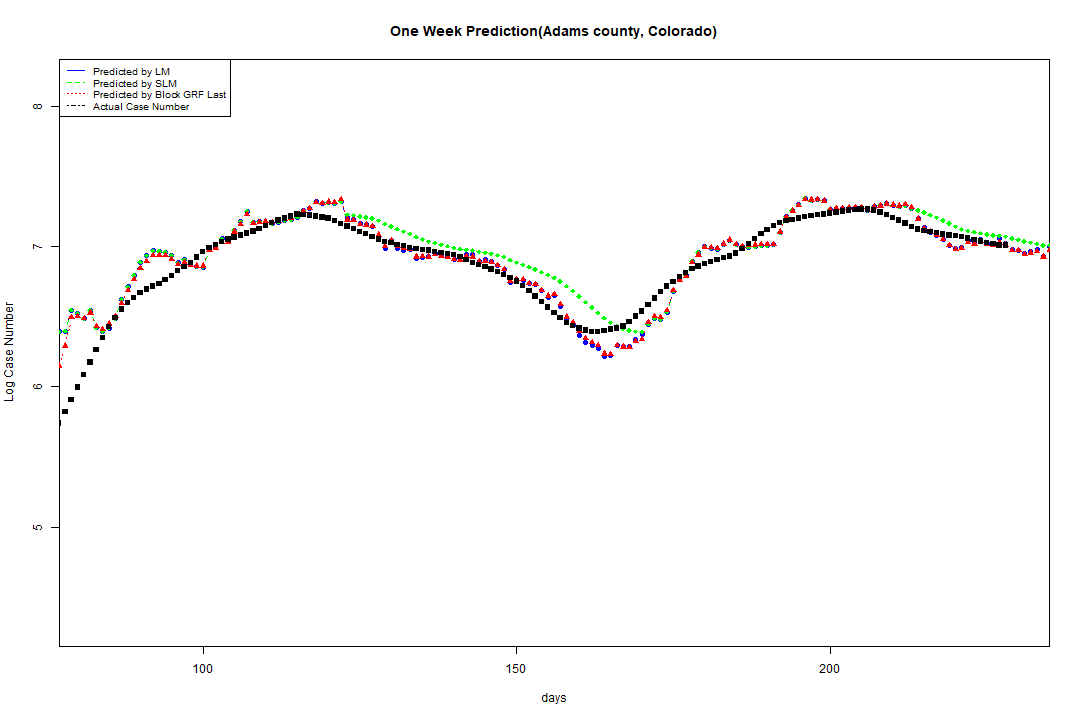 One Week Prediction(Adams county, Colorado)
Predicted by LM
Predicted by SLM
Predicted by Block GRF Last
Actual Case Number
8
7
6
5
Log Case Number
100 150 200
days